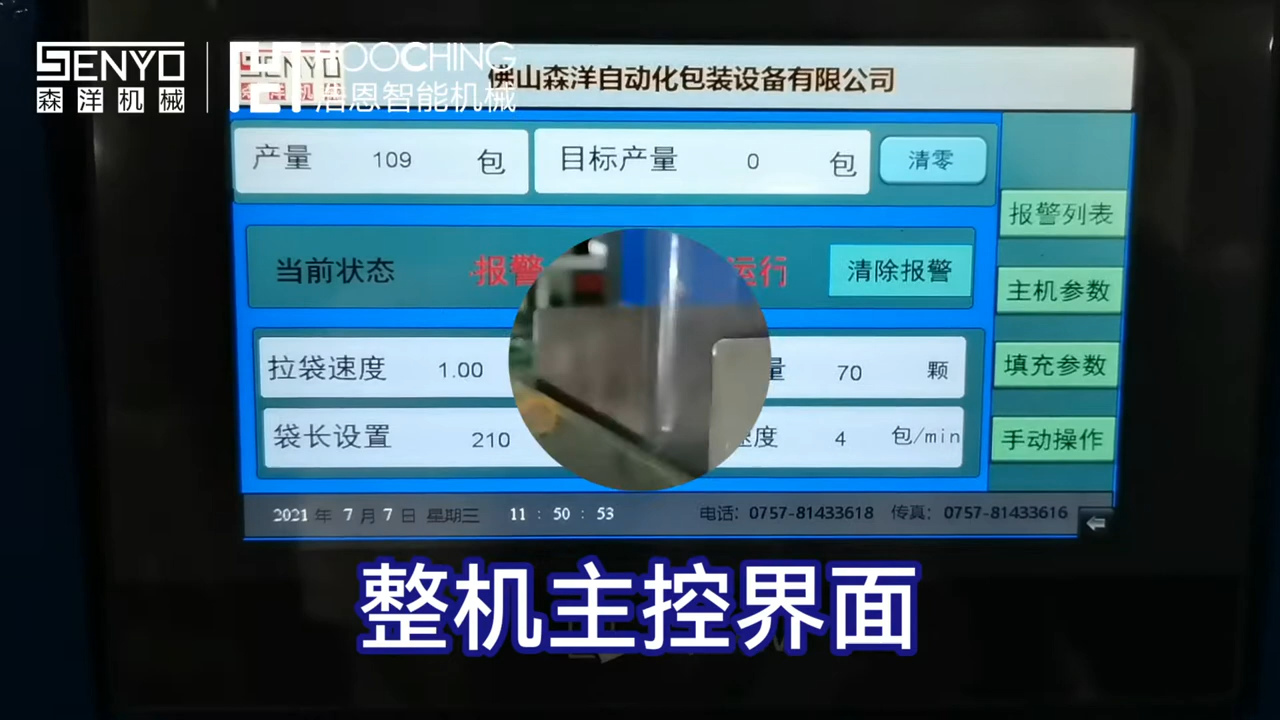 SENYO
森洋机械
HOOCHING
浩恩智能机械
SENYO
佛山森洋自动化包装设备有限公司
产量 109 包
目标产量 0 包
清零
报警列表
当前状态 报警 运行 清除报警
主机参数
拉袋速度 1.00
量 70 颗
填充参数
袋长设置 210
速度 4 包/min
手动操作
2021 年 7 月 7 日 星期三 11 : 50 : 53 电话: 0757-81433618 传真: 0757-81433616
整机主控界面